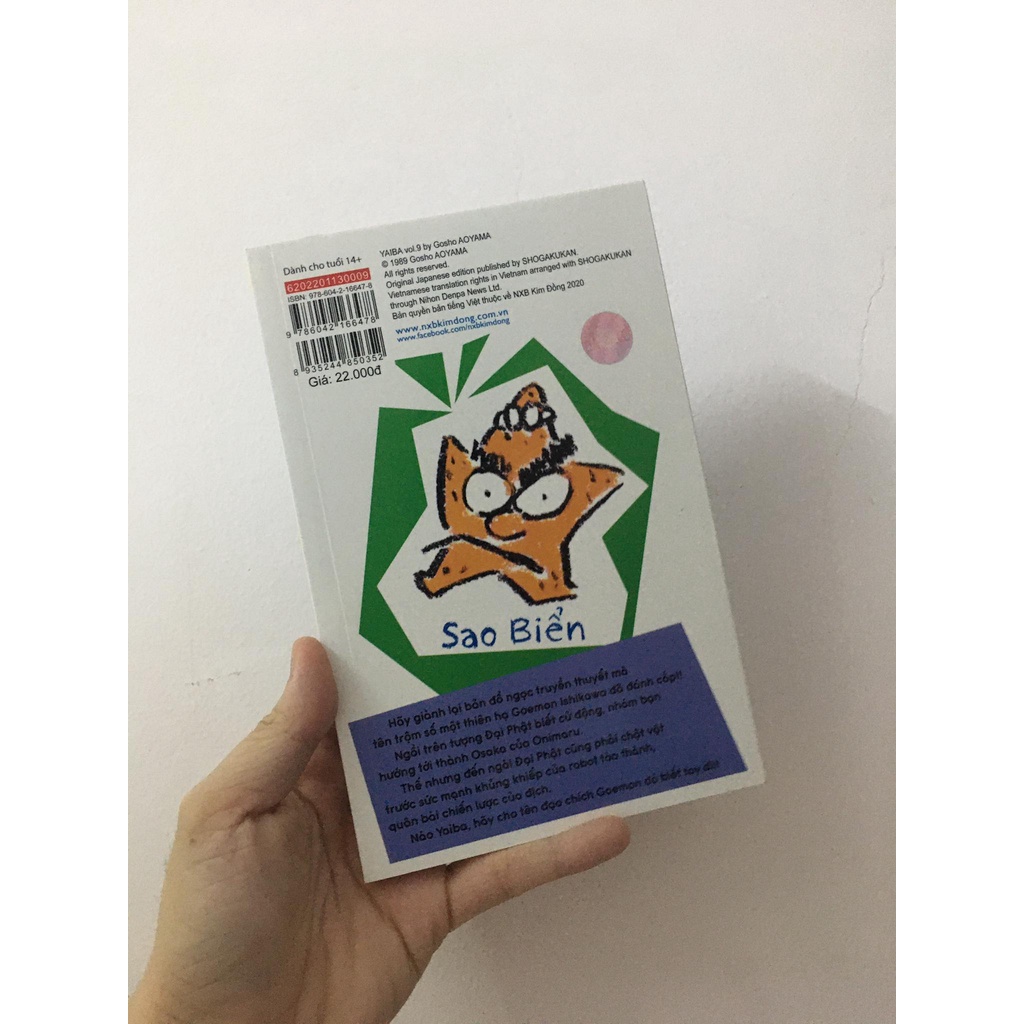 Dành cho tuổi 14+
6202201130009
ISBN: 978-604-2-16647-8
9 786042 166478
8 935244 850352
Giá: 22.000đ
YAIBA vol.9 by Gosho AOYAMA
© 1989 Gosho AOYAMA
All rights reserved.
Original Japanese edition published by SHOGAKUKAN.
Vietnamese translation rights in Vietnam arranged with SHOGAKUKAN
through Nihon Denpa News Ltd.
Bản quyền bản tiếng Việt thuộc về NXB Kim Đồng 2020
www.nxbkimdong.com.vn
www.facebook.com/nxbkimdong
Sao Biển
Hãy giành lại bản đồ ngọc truyền thuyết mà
tên trộm số một thiên hạ Goemon Ishikawa đã đánh cắp!!
Ngồi trên tượng Đại Phật biết cử động, nhóm bạn
hướng tới thành Osaka của Onimaru.
Thế nhưng đến ngài Đại Phật cũng phải chật vật
trước sức mạnh khủng khiếp của robot tòa thành,
quân bài chiến lược của địch.
Nào Yaiba, hãy cho tên đạo chích Goemon đó biết tay đi!!